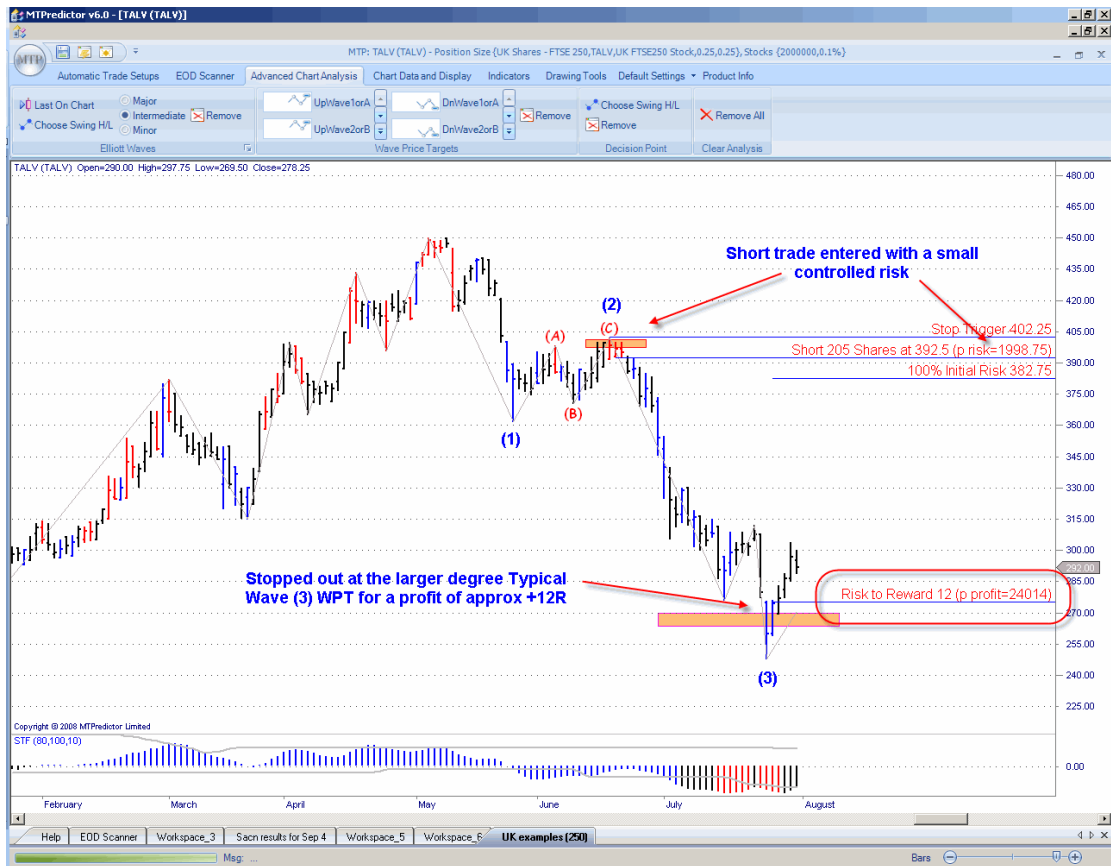 MTPredictor v6.0 - [TALV (TALV)]
MTP: TALV (TALV) - Position Size {UK Shares - FTSE 250,TALV,UK FTSE250 Stock,0.25,0.25}, Stocks {2000000,0.1%}
MTP
Automatic Trade Setups EOD Scanner Advanced Chart Analysis Chart Data and Display Indicators Drawing Tools Default Settings Product Info
Last On Chart
Choose Swing H/L
Major
Intermediate
Minor
Remove
Elliott Waves
UpWave1orA
UpWave2orB
DnWave1orA
DnWave2orB
Remove
Wave Price Targets
Choose Swing H/L
Remove
Decision Point
Remove All
Clear Analysis
TALV (TALV) Open=290.00 High=297.75 Low=269.50 Close=278.25
480.00
465.00
450.00
435.00
420.00
405.00
390.00
375.00
360.00
345.00
330.00
315.00
300.00
292.00
285.00
270.00
255.00
240.00
225.00
Short trade entered with a small
controlled risk
(2)
(A)
(C)
(B)
(1)
Stop Trigger 402.25
Short 205 Shares at 392.5 (p risk=1998.75)
100% Initial Risk 382.75
Stopped out at the larger degree Typical
Wave (3) WPT for a profit of approx +12R
Risk to Reward 12 (p profit=24014)
(3)
Copyright © 2008 MTPredictor Limited
STF (80,100,10)
0.00
February March April May June July August
Help EOD Scanner Workspace_3 Sacn results for Sep 4 Workspace_5 Workspace_6 UK examples (250)
Msg: ...
Bars